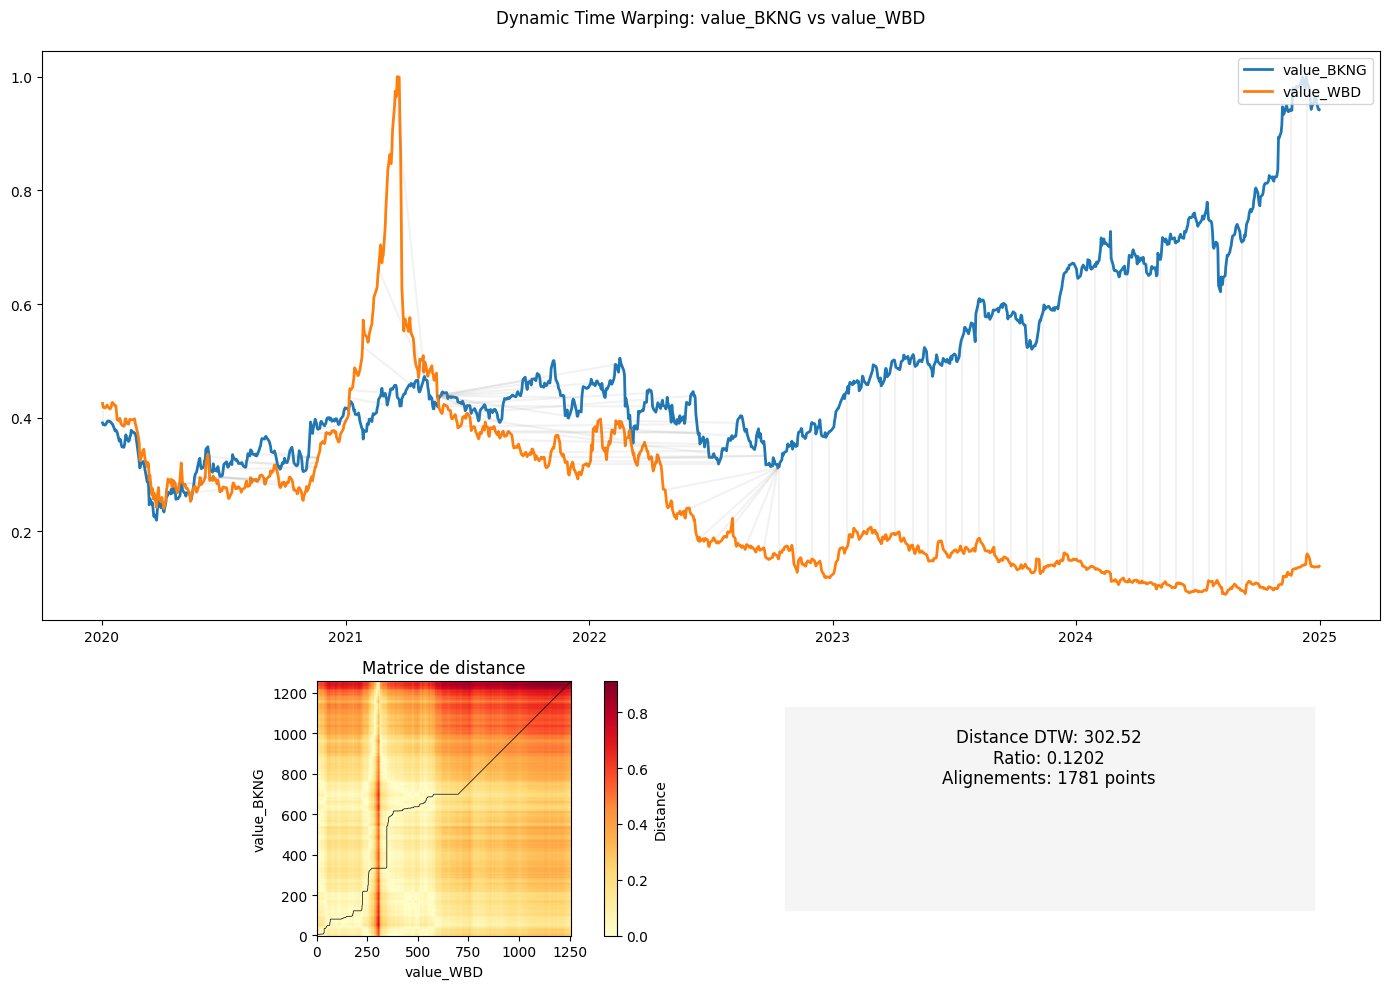 Dynamic Time Warping: value_BKNG vs value_WBD
value_BKNG
value_WBD
1.0
0.8
0.6
0.4
0.2
2020 2021 2022 2023 2024 2025
Matrice de distance
value_BKNG
1200
1000
800
600
400
200
0
0 250 500 750 1000 1250
value_WBD
0.8
0.6
0.4
0.2
0.0
Distance
Distance DTW: 302.52
Ratio: 0.1202
Alignements: 1781 points